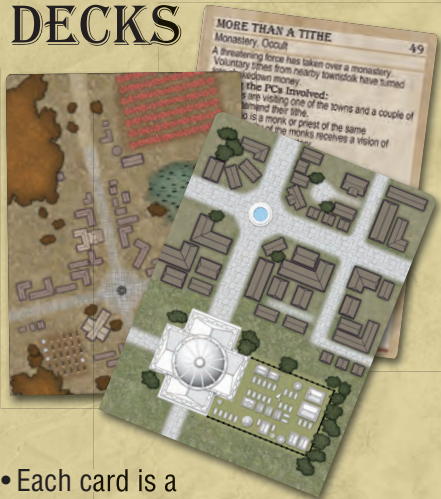 DECKS
MORE THAN A TITHE
Monastery, Occult 49
A threatening force has taken over a monastery.
Voluntary tithes from nearby townsfolk have turned
money.
the PCs Involved:
are visiting one of the towns and a couple of
demand their tithe.
is a monk or priest of the same
of the monks receives a vision of
• Each card is a